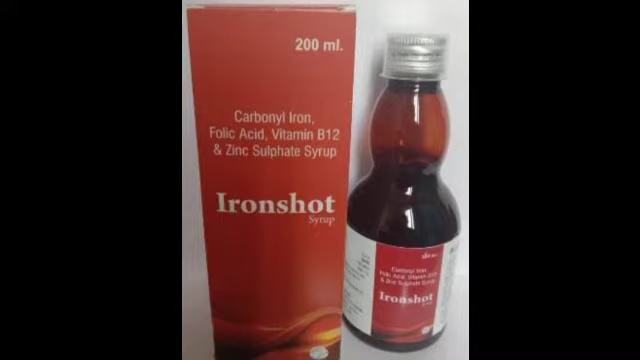 200 ml.
Carbonyl Iron,
Folic Acid, Vitamin B12
& Zinc Sulphate Syrup
Ironshot
Syrup
Carbonyl Iron,
Folic Acid, Vitamin B12
& Zinc Sulphate Syrup
Ironshot